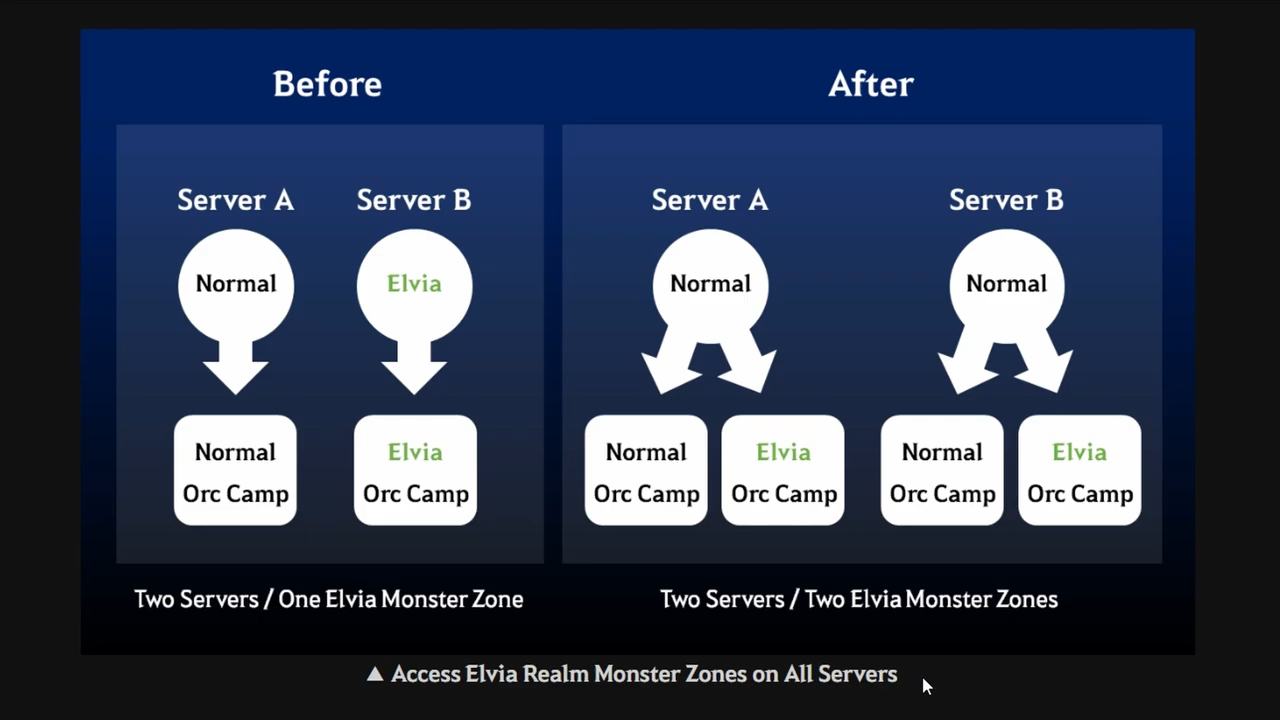 Before
Server A
Server B
Normal
Elvia
Normal
Orc Camp
Elvia
Orc Camp
Two Servers / One Elvia Monster Zone
After
Server A
Server B
Normal
Normal
Normal
Orc Camp
Elvia
Orc Camp
Normal
Orc Camp
Elvia
Orc Camp
Two Servers / Two Elvia Monster Zones
▲ Access Elvia Realm Monster Zones on All Servers